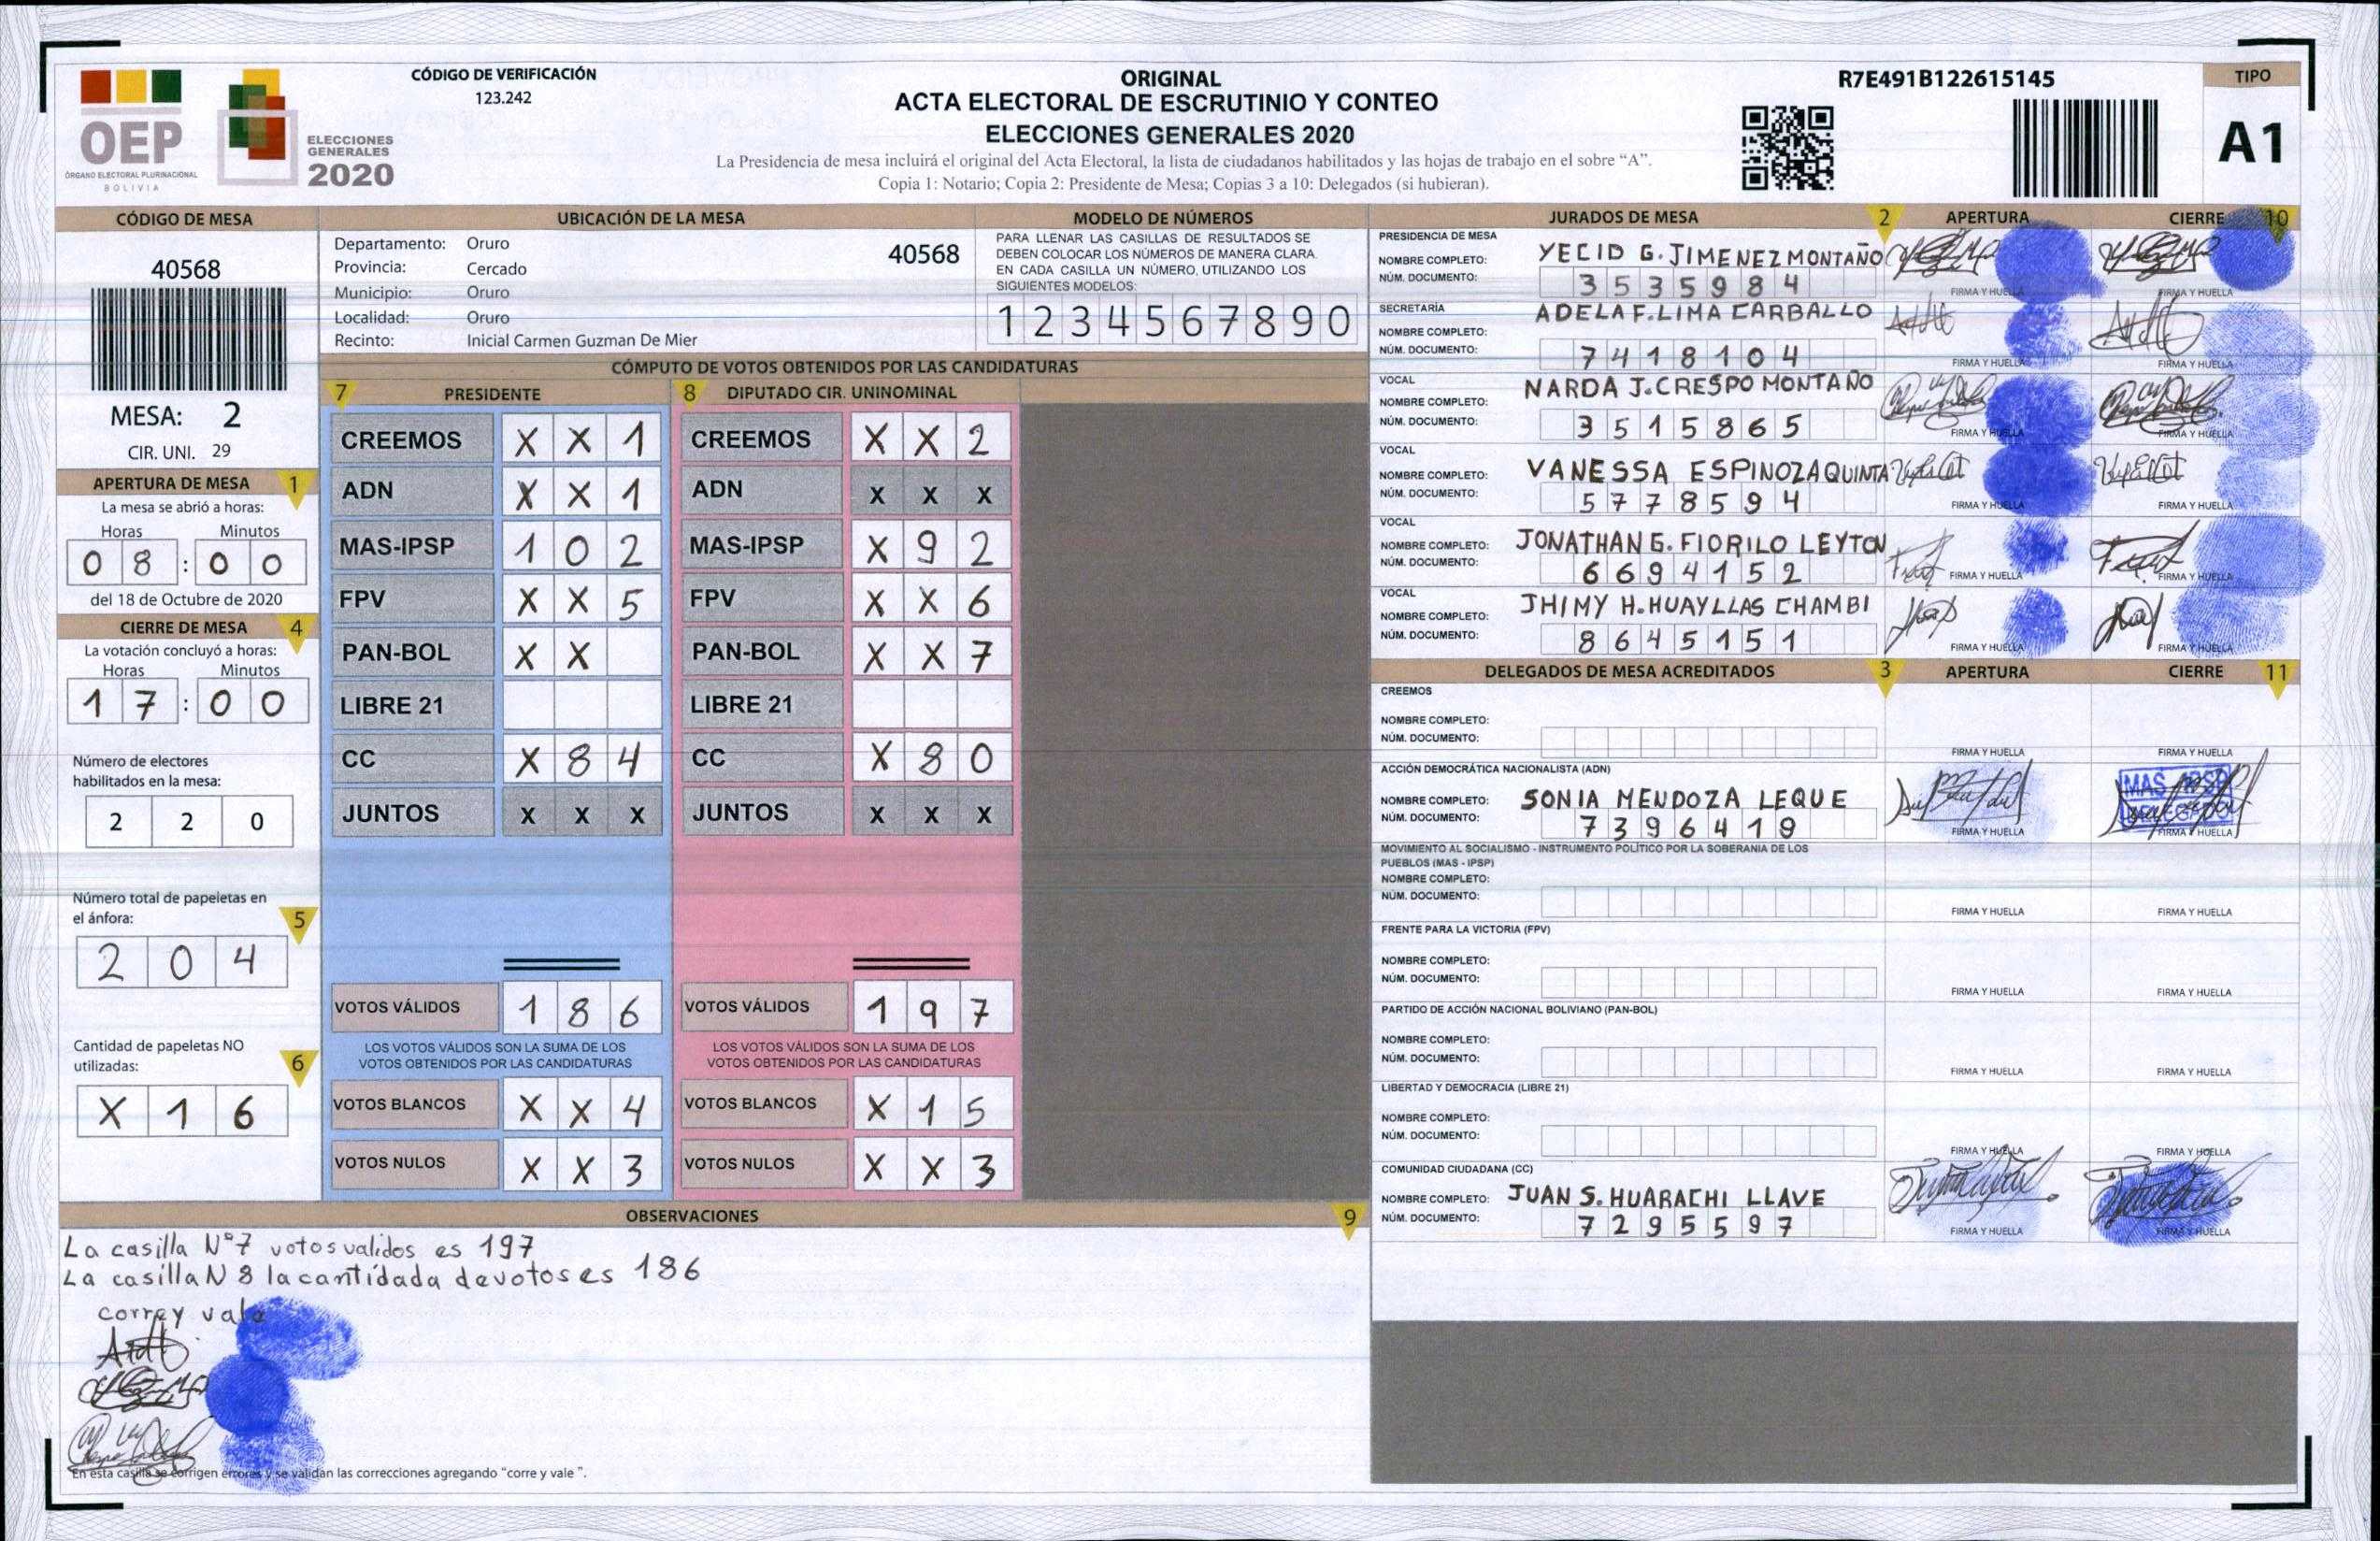 CÓDIGO DE VERIFICACIÓN
123.242
ORIGINAL
ACTA ELECTORAL DE ESCRUTINIO Y CONTEO
ELECCIONES GENERALES 2020
La Presidencia de mesa incluirá el original del Acta Electoral, la lista de ciudadanos habilitados y las hojas de trabajo en el sobre “A”.
Copia 1: Notario; Copia 2: Presidente de Mesa; Copias 3 a 10: Delegados (si hubieran).
R7E491B122615145
TIPO
A1
OEP
ÓRGANO ELECTORAL PLURINACIONAL
BOLIVIA
ELECCIONES
GENERALES
2020
CÓDIGO DE MESA
40568
MESA: 2
CIR. UNI. 29
APERTURA DE MESA 1
La mesa se abrió a horas:
Horas Minutos
08:00
del 18 de Octubre de 2020
CIERRE DE MESA 4
La votación concluyó a horas:
Horas Minutos
17:00
Número de electores
habilitados en la mesa:
220
Número total de papeletas en
el ánfora: 5
204
Cantidad de papeletas NO
utilizadas: 6
X16
UBICACIÓN DE LA MESA
Departamento: Oruro 40568
Provincia: Cercado
Municipio: Oruro
Localidad: Oruro
Recinto: Inicial Carmen Guzman De Mier
MODELO DE NÚMEROS
PARA LLENAR LAS CASILLAS DE RESULTADOS SE
DEBEN COLOCAR LOS NÚMEROS DE MANERA CLARA.
EN CADA CASILLA UN NÚMERO, UTILIZANDO LOS
SIGUIENTES MODELOS:
1 2 3 4 5 6 7 8 9 0
CÓMPUTO DE VOTOS OBTENIDOS POR LAS CANDIDATURAS
7 PRESIDENTE 8 DIPUTADO CIR. UNINOMINAL
CREEMOS X X 1 CREEMOS X X 2
ADN X X 1 ADN X X X
MAS-IPSP 1 0 2 MAS-IPSP X 9 2
FPV X X 5 FPV X X 6
PAN-BOL X X PAN-BOL X X 7
LIBRE 21 LIBRE 21
CC X 8 4 CC X 8 0
JUNTOS X X X JUNTOS X X X
VOTOS VÁLIDOS 1 8 6 VOTOS VÁLIDOS 1 9 7
LOS VOTOS VÁLIDOS SON LA SUMA DE LOS LOS VOTOS VÁLIDOS SON LA SUMA DE LOS
VOTOS OBTENIDOS POR LAS CANDIDATURAS VOTOS OBTENIDOS POR LAS CANDIDATURAS
VOTOS BLANCOS X X 4 VOTOS BLANCOS X 1 5
VOTOS NULOS X X 3 VOTOS NULOS X X 3
OBSERVACIONES 9
La casilla N°7 votos validos es 197
La casilla N 8 la cantidada de votos es 186
corre y vale
En esta casilla se corrigen errores y se validan las correcciones agregando “corre y vale”.
JURADOS DE MESA 2 APERTURA CIERRE 10
PRESIDENCIA DE MESA
NOMBRE COMPLETO: YECID G. JIMENEZ MONTAÑO
NÚM. DOCUMENTO: 3535984 FIRMA Y HUELLA FIRMA Y HUELLA
SECRETARÍA
NOMBRE COMPLETO: ADELA F. LIMA CARBALLO
NÚM. DOCUMENTO: 7418104 FIRMA Y HUELLA FIRMA Y HUELLA
VOCAL
NOMBRE COMPLETO: NARDA J. CRESPO MONTAÑO
NÚM. DOCUMENTO: 3515865 FIRMA Y HUELLA FIRMA Y HUELLA
VOCAL
NOMBRE COMPLETO: VANESSA ESPINOZA QUINTA
NÚM. DOCUMENTO: 5778594 FIRMA Y HUELLA FIRMA Y HUELLA
VOCAL
NOMBRE COMPLETO: JONATHAN G. FIORILO LEYTON
NÚM. DOCUMENTO: 6694152 FIRMA Y HUELLA FIRMA Y HUELLA
VOCAL
NOMBRE COMPLETO: JHIMY H. HUAYLLAS CHAMBI
NÚM. DOCUMENTO: 8645151 FIRMA Y HUELLA FIRMA Y HUELLA
DELEGADOS DE MESA ACREDITADOS 3 APERTURA CIERRE 11
CREEMOS
NOMBRE COMPLETO:
NÚM. DOCUMENTO:
FIRMA Y HUELLA FIRMA Y HUELLA
ACCIÓN DEMOCRÁTICA NACIONALISTA (ADN)
NOMBRE COMPLETO: SONIA MENDOZA LEQUE
NÚM. DOCUMENTO: 7396419 FIRMA Y HUELLA FIRMA Y HUELLA
MAS IPSP
DELEGADO
MOVIMIENTO AL SOCIALISMO - INSTRUMENTO POLÍTICO POR LA SOBERANIA DE LOS
PUEBLOS (MAS - IPSP)
NOMBRE COMPLETO:
NÚM. DOCUMENTO:
FIRMA Y HUELLA FIRMA Y HUELLA
FRENTE PARA LA VICTORIA (FPV)
NOMBRE COMPLETO:
NÚM. DOCUMENTO:
FIRMA Y HUELLA FIRMA Y HUELLA
PARTIDO DE ACCIÓN NACIONAL BOLIVIANO (PAN-BOL)
NOMBRE COMPLETO:
NÚM. DOCUMENTO:
FIRMA Y HUELLA FIRMA Y HUELLA
LIBERTAD Y DEMOCRACIA (LIBRE 21)
NOMBRE COMPLETO:
NÚM. DOCUMENTO:
FIRMA Y HUELLA FIRMA Y HUELLA
COMUNIDAD CIUDADANA (CC)
NOMBRE COMPLETO: JUAN S. HUARACHI LLAVE
NÚM. DOCUMENTO: 7295597
FIRMA Y HUELLA FIRMA Y HUELLA